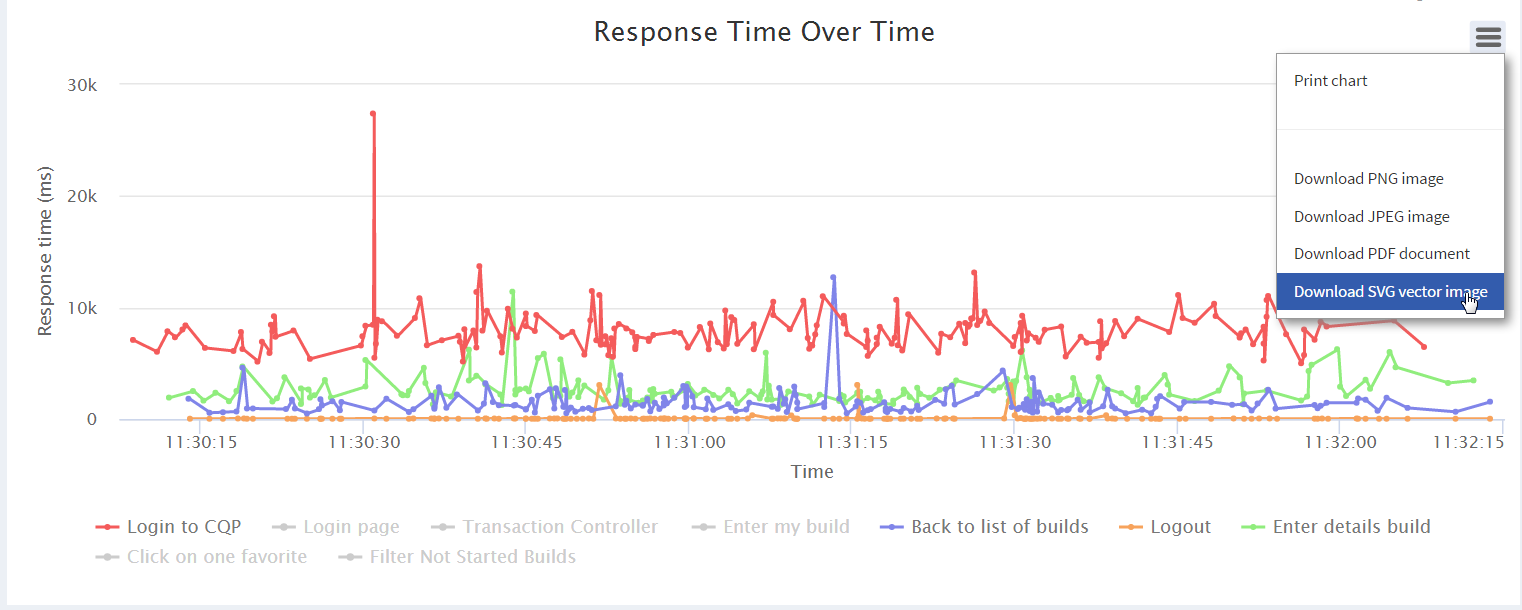 Response Time Over Time
Print chart
Download PNG image
Download JPEG image
Download PDF document
Download SVG vector image
Response time (ms)
30k
20k
10k
0
11:30:15 11:30:30 11:30:45 11:31:00 11:31:15 11:31:30 11:31:45 11:32:00 11:32:15
Time
Login to CQP Login page Transaction Controller Enter my build Back to list of builds Logout Enter details build
Click on one favorite Filter Not Started Builds